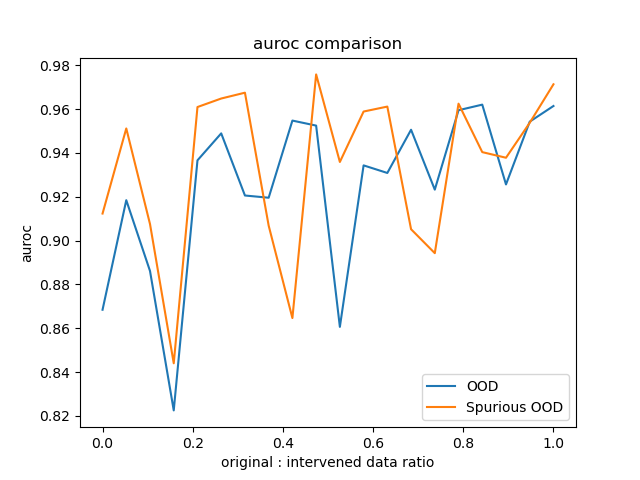 auroc comparison
0.98
0.96
0.94
0.92
0.90
0.88
0.86
0.84
0.82
auroc
0.0 0.2 0.4 0.6 0.8 1.0
original : intervened data ratio
OOD
Spurious OOD